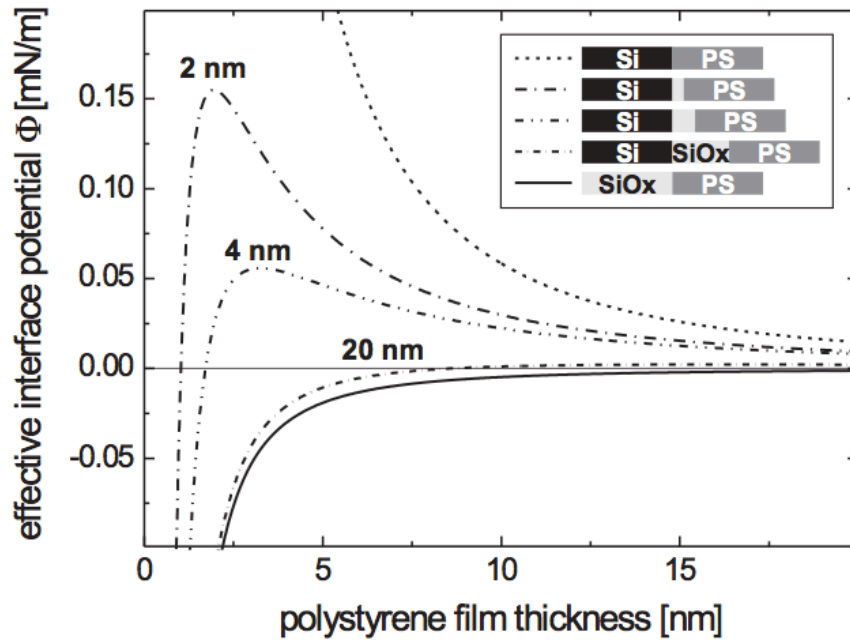 effective interface potential Φ [mN/m]
0.15
0.10
0.05
0.00
-0.05
2 nm
4 nm
20 nm
Si PS
Si PS
Si PS
Si SiOx PS
SiOx PS
0 5 10 15
polystyrene film thickness [nm]